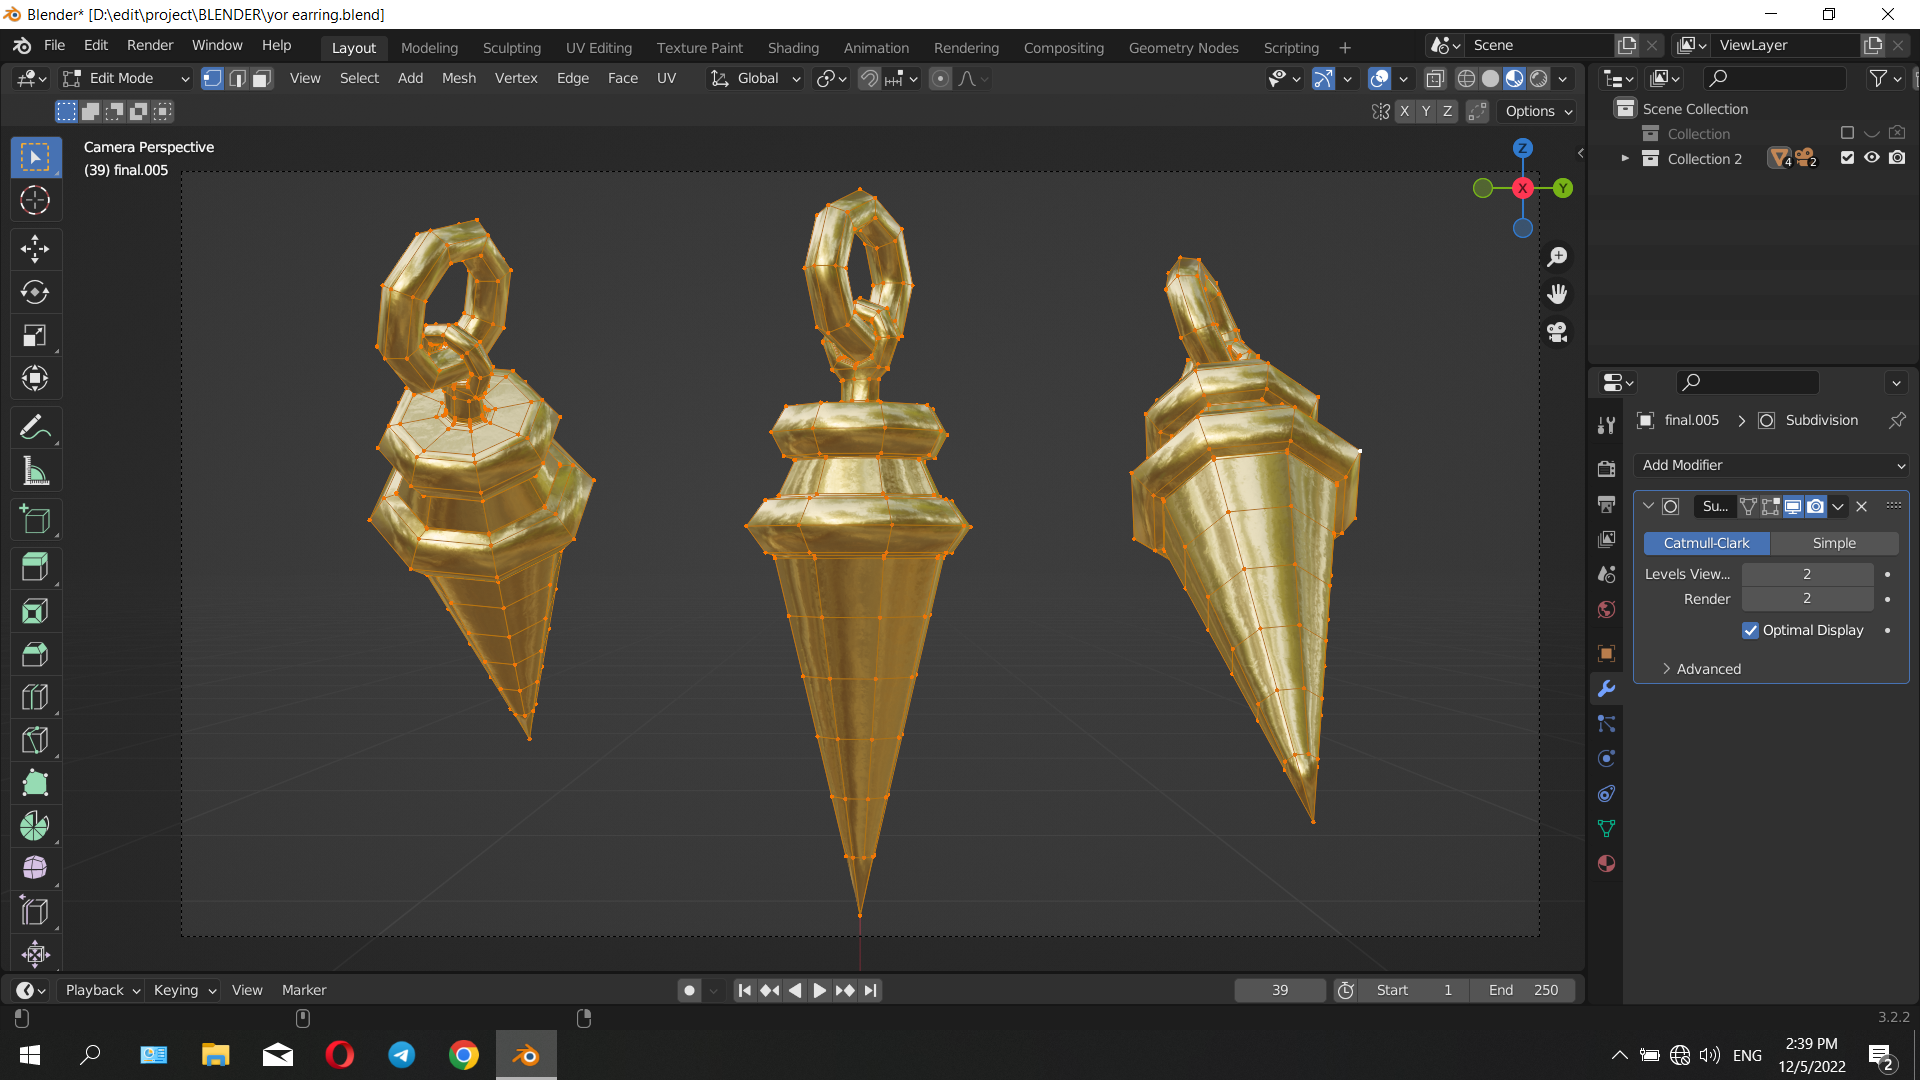 Blender* [D:\edit\project\BLENDER\yor earring.blend]
File Edit Render Window Help
Layout Modeling Sculpting UV Editing Texture Paint Shading Animation Rendering Compositing Geometry Nodes Scripting +
Scene
ViewLayer
Edit Mode View Select Add Mesh Vertex Edge Face UV Global
X Y Z Options
Camera Perspective
(39) final.005
Z
X
Y
Scene Collection
Collection
Collection 2 4 2
final.005 > Subdivision
Add Modifier
Su...
Catmull-Clark Simple
Levels View... 2
Render 2
Optimal Display
Advanced
Playback Keying View Marker
39 Start 1 End 250
3.2.2
ENG
2:39 PM
12/5/2022
2